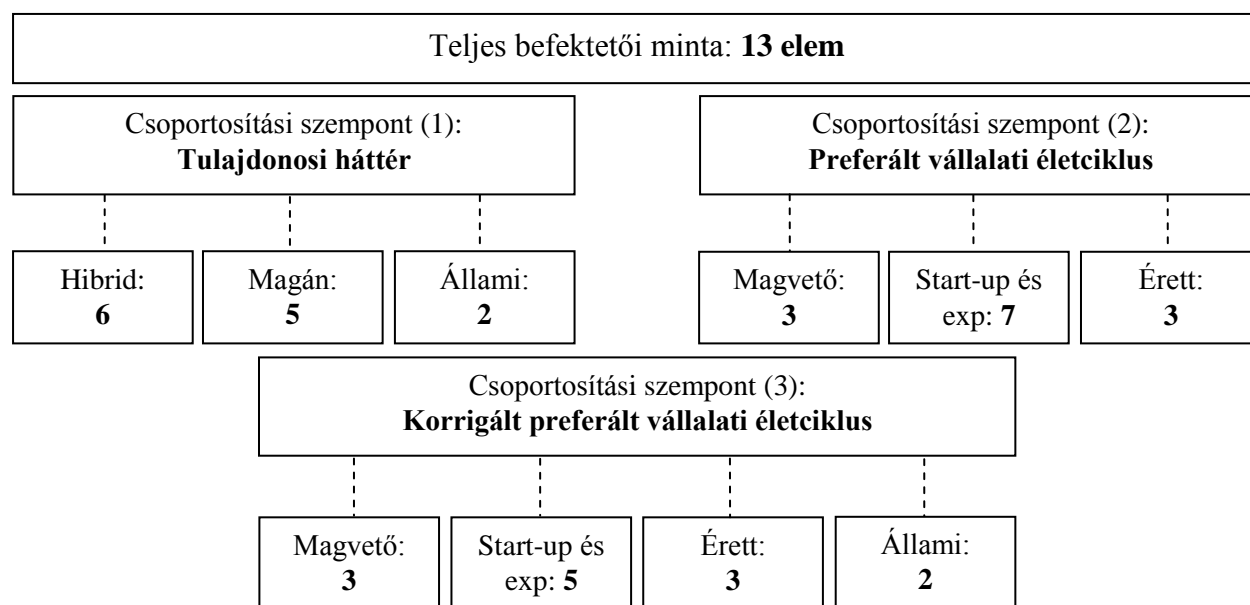 Teljes befektetői minta: 13 elem
Csoportosítási szempont (1):
Tulajdonosi háttér
Csoportosítási szempont (2):
Preferált vállalati életciklus
Hibrid:
6
Magán:
5
Állami:
2
Magvető:
3
Start-up és
exp: 7
Érett:
3
Csoportosítási szempont (3):
Korrigált preferált vállalati életciklus
Magvető:
3
Start-up és
exp: 5
Érett:
3
Állami:
2